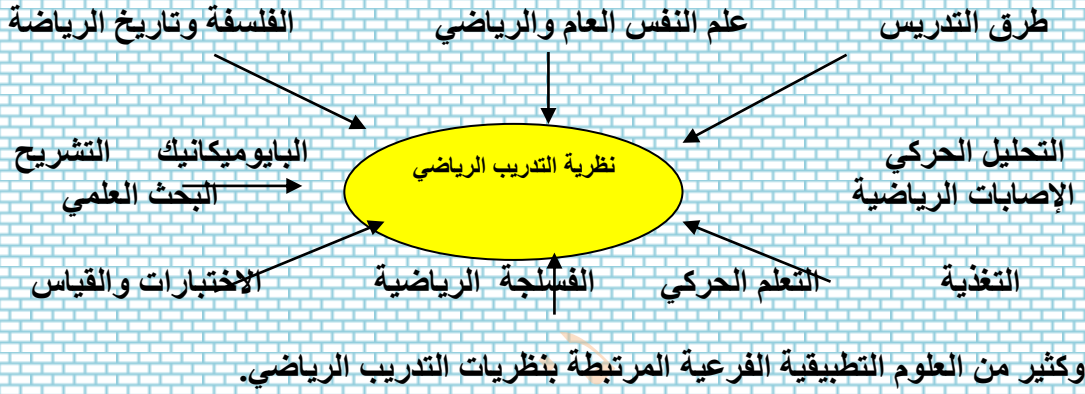 طرق التدريس علم النفس العام والرياضي الفلسفة وتاريخ الرياضة
نظرية التدريب الرياضي
التحليل الحركي البايوميكانيك التشريح
الإصابات الرياضية البحث العلمي
التغذية التعلم الحركي الفسلجة الرياضية الاختبارات والقياس
وكثير من العلوم التطبيقية الفرعية المرتبطة بنظريات التدريب الرياضي.